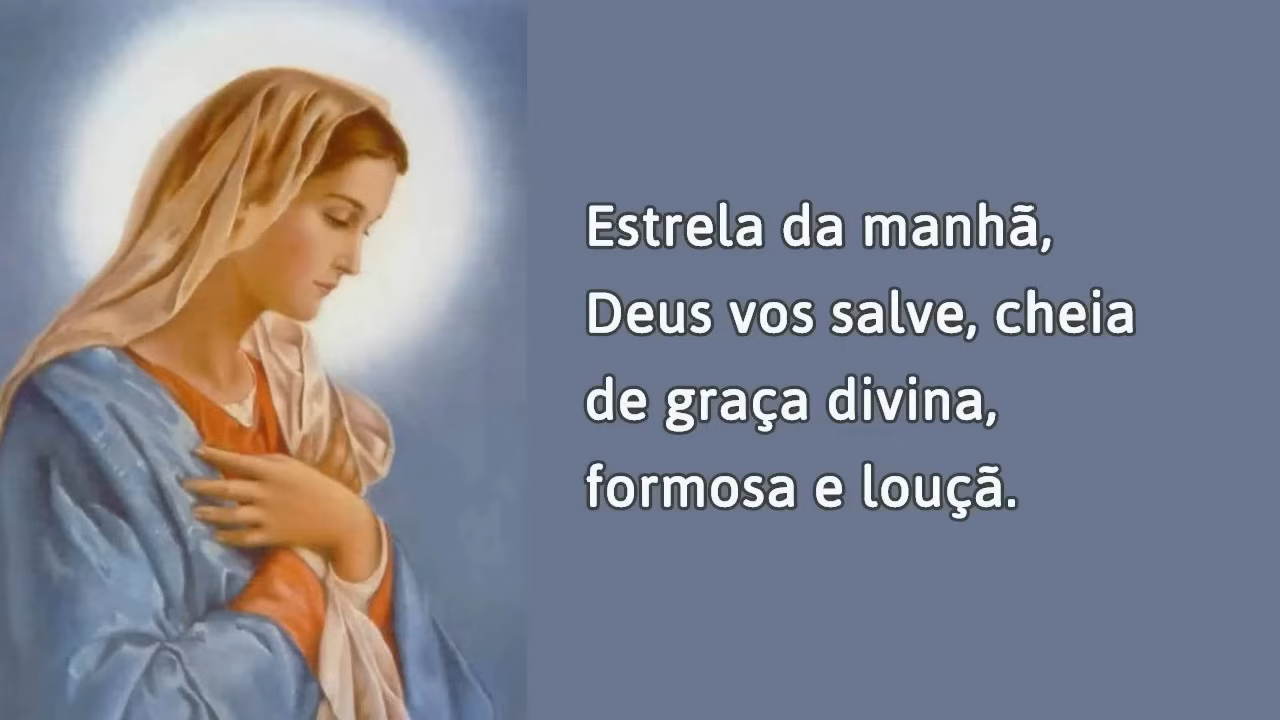 Estrela da manhã,
Deus vos salve, cheia
de graça divina,
formosa e louçã.